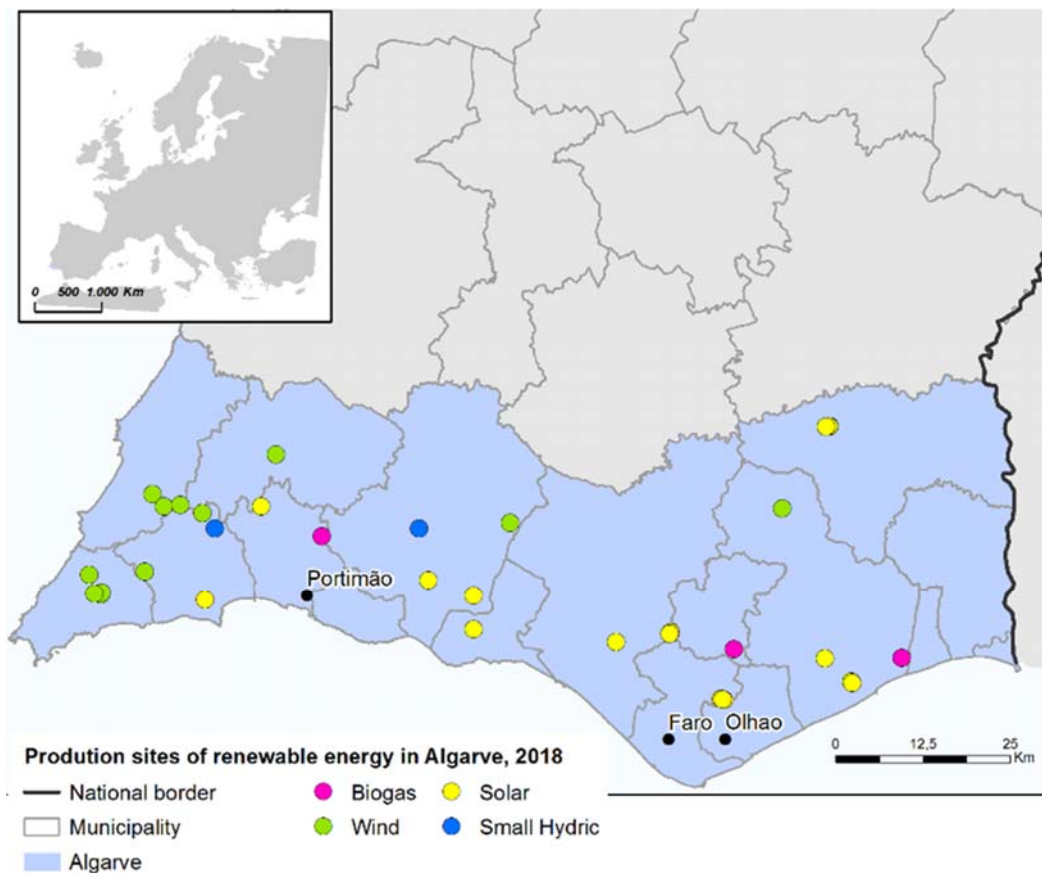 0 500 1.000 Km
Portimão
Faro
Olhao
0 12,5 25
Km
Prodution sites of renewable energy in Algarve, 2018
National border
Biogas
Solar
Municipality
Wind
Small Hydric
Algarve